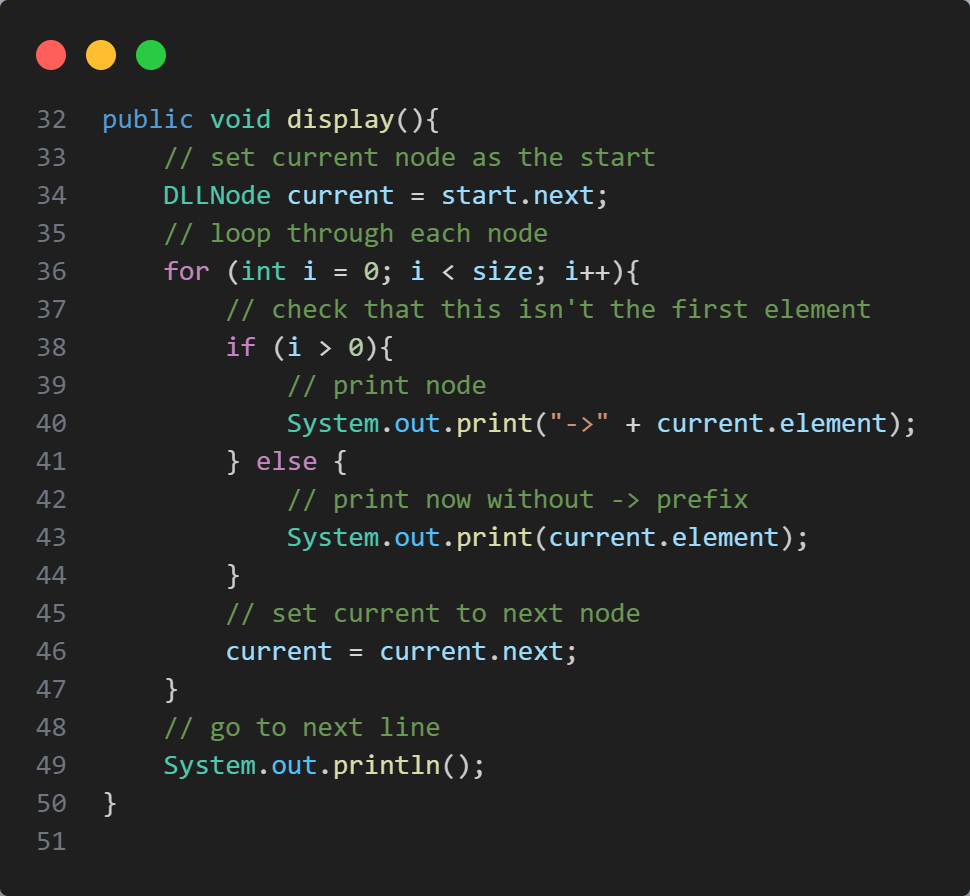 32 public void display(){
33     // set current node as the start
34     DLLNode current = start.next;
35     // loop through each node
36     for (int i = 0; i < size; i++){
37         // check that this isn't the first element
38         if (i > 0){
39             // print node
40             System.out.print("->" + current.element);
41         } else {
42             // print now without -> prefix
43             System.out.print(current.element);
44         }
45         // set current to next node
46         current = current.next;
47     }
48     // go to next line
49     System.out.println();
50 }
51